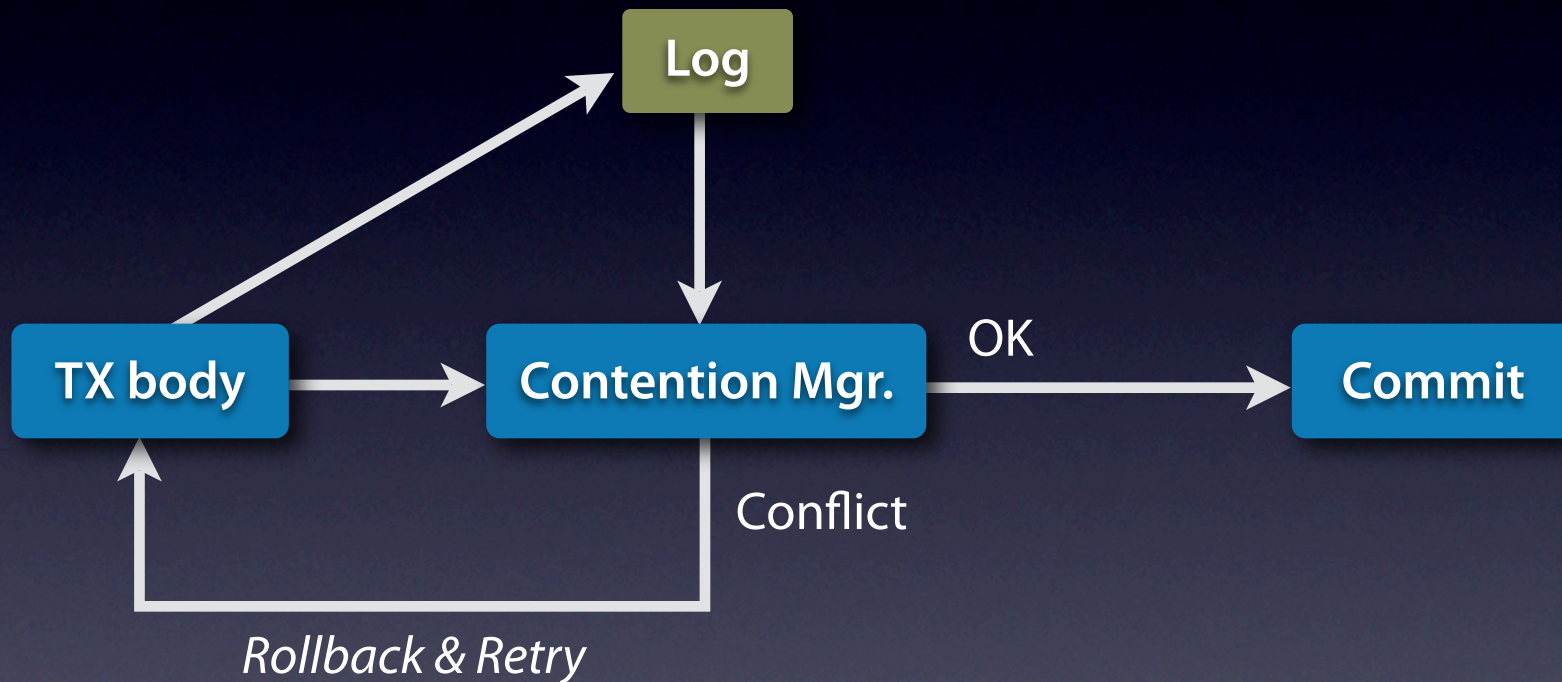 Log
TX body
Contention Mgr.
OK
Commit
Conflict
Rollback & Retry